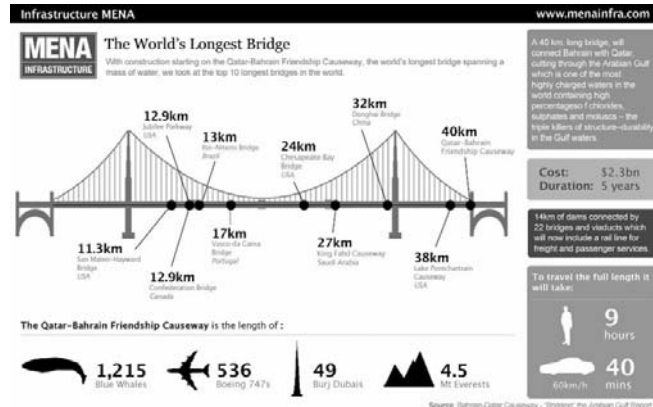 Infrastructure MENA
www.menainfra.com
MENA
INFRASTRUCTURE
The World's Longest Bridge
With construction starting on the Qatar-Bahrain Friendship Causeway, the world's longest bridge spanning a
mass of water, we look at the top 10 longest bridges in the world.
12.9km
Jubilee Parkway
USA
13km
Rio-Niteroi Bridge
Brazil
24km
Chesapeake Bay
Bridge
USA
32km
Donghai Bridge
China
40km
Qatar-Bahrain
Friendship Causeway
11.3km
San Mateo-Hayward
Bridge
USA
12.9km
Confederation Bridge
Canada
17km
Vasco da Gama
Bridge
Portugal
27km
King Fahd Causeway
Saudi Arabia
38km
Lake Pontchartrain
Causeway
USA
A 40 km, long bridge, will
connect Bahrain with Qatar,
cutting through the Arabian Gulf
which is one of the most
highly charged waters in the
world containing high
sulphates and
triple killers of structure-durability
in the Gulf waters.
Cost: $2.3bn
Duration: 5 years
14km of dams connected by
22 bridges and viaducts which
will now include a rail line for
freight and passenger services
To travel the full length it
will take:
9
hours
40
mins
60km/h
The Qatar-Bahrain Friendship Causeway is the length of :
1,215
Blue Whales
536
Boeing 747s
49
Burj Dubais
4.5
Mt Everests
Source: Bahrain-Qatar Causeway - 'Bridging' the Arabian Gulf Report